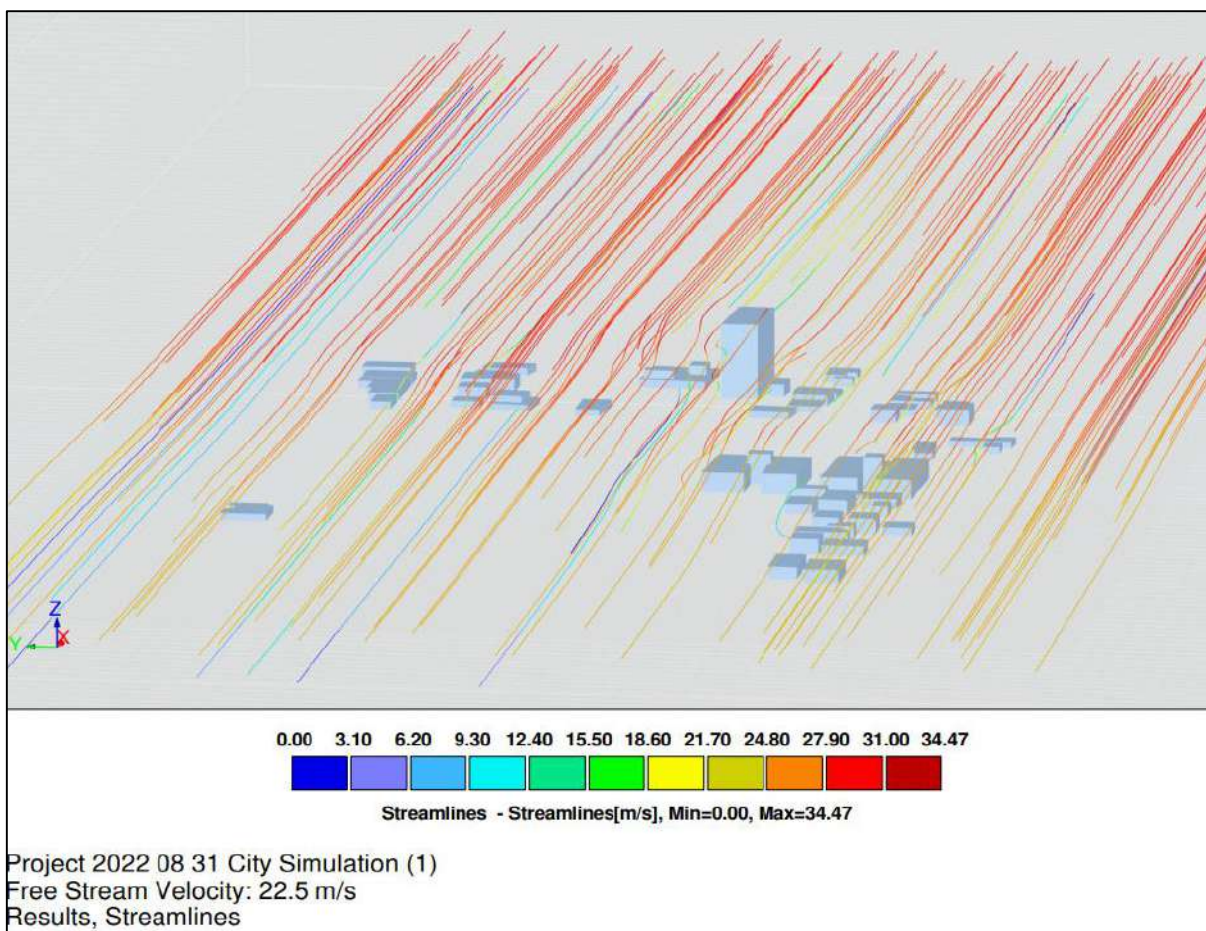 Z
Y
X
0.00 3.10 6.20 9.30 12.40 15.50 18.60 21.70 24.80 27.90 31.00 34.47
Streamlines - Streamlines[m/s], Min=0.00, Max=34.47
Project 2022 08 31 City Simulation (1)
Free Stream Velocity: 22.5 m/s
Results, Streamlines